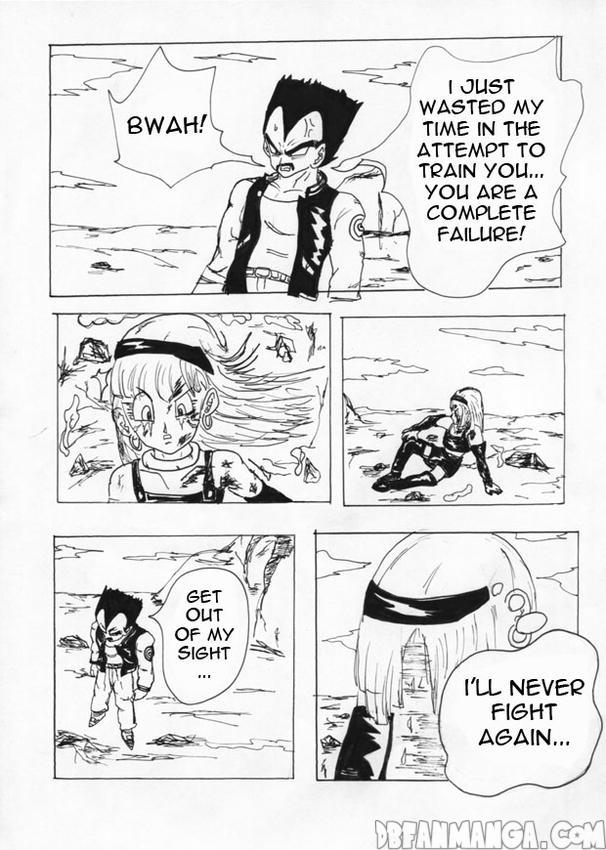 BWAH!
I JUST
WASTED MY
TIME IN THE
ATTEMPT TO
TRAIN YOU...
YOU ARE A
COMPLETE
FAILURE!
GET
OUT
OF MY
SIGHT
...
I'LL NEVER
FIGHT
AGAIN...
DBFANMANGA.COM